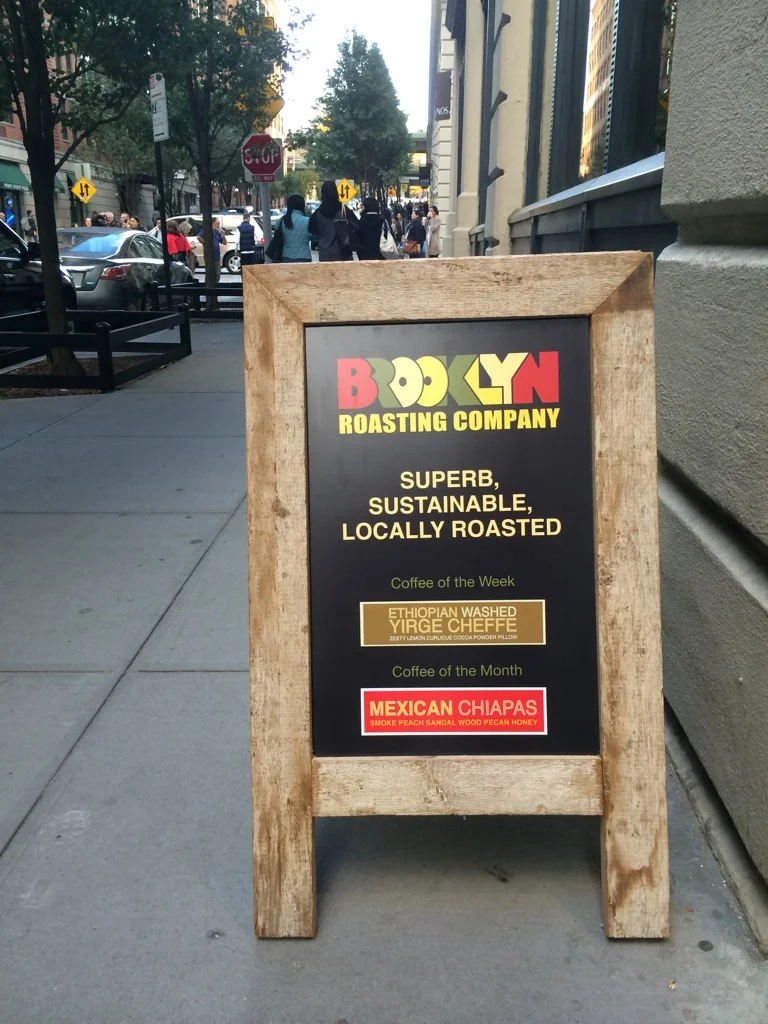 STOP
BROOKLYN
ROASTING COMPANY
SUPERB,
SUSTAINABLE,
LOCALLY ROASTED
Coffee of the Week
ETHIOPIAN WASHED
YIRGE CHEFFE
ZESTY LEMON CURLICUE COCOA POWDER PILLOW
Coffee of the Month
MEXICAN CHIAPAS
SMOKE PEACH SANDAL WOOD PECAN HONEY